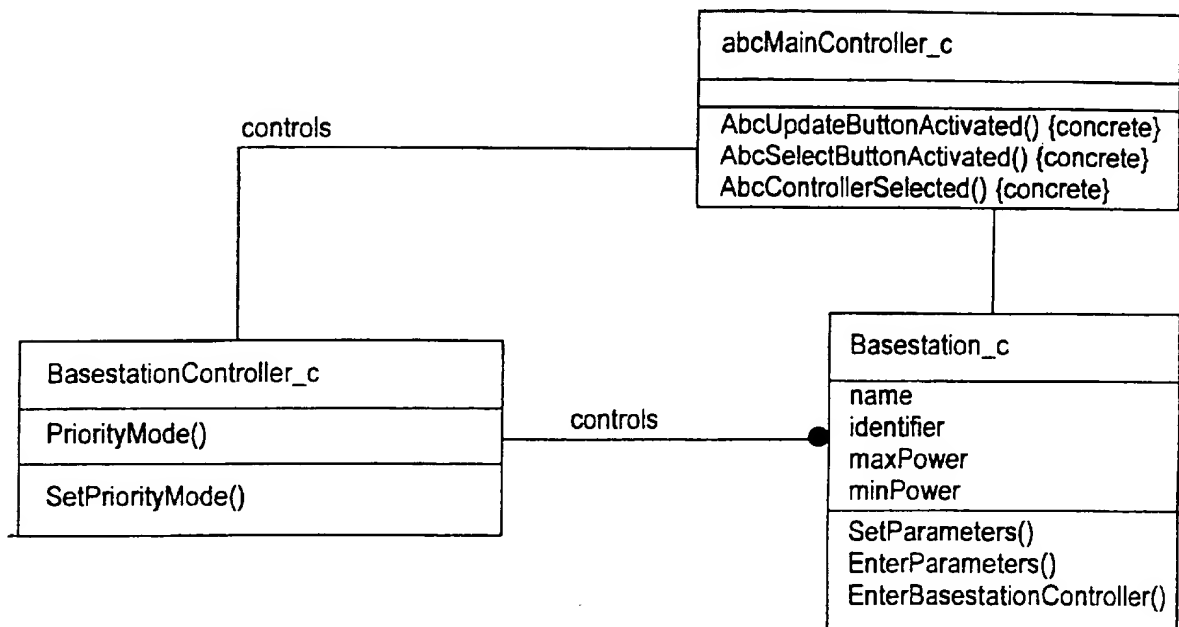 abcMainController_c
AbcUpdateButtonActivated() {concrete}
AbcSelectButtonActivated() {concrete}
AbcControllerSelected() {concrete}
controls
BasestationController_c
PriorityMode()
SetPriorityMode()
controls
Basestation_c
name
identifier
maxPower
minPower
SetParameters()
EnterParameters()
EnterBasestationController()